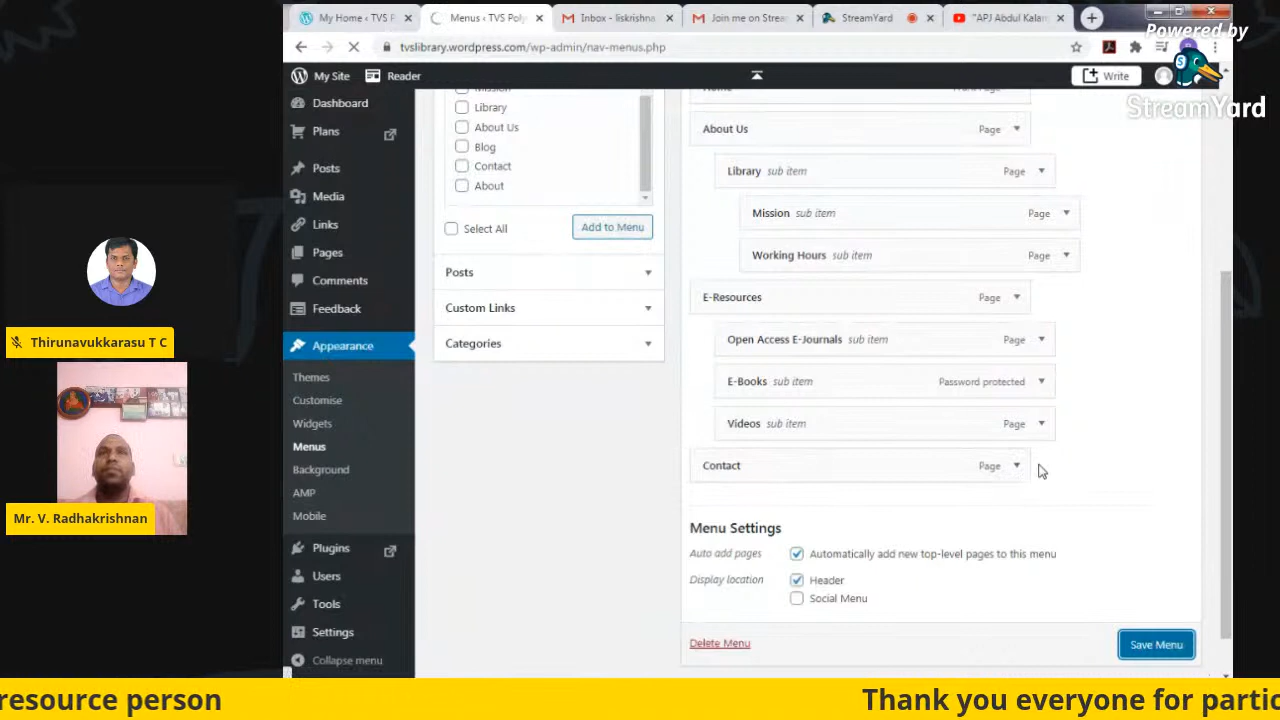 My Home ‹ TVS P
Menus ‹ TVS Poly
Inbox - liskrishna
Join me on Strea
StreamYard
"APJ Abdul Kalam
Powered by
StreamYard
tvslibrary.wordpress.com/wp-admin/nav-menus.php
My Site
Reader
Write
Dashboard
Plans
Posts
Media
Links
Pages
Comments
Feedback
Appearance
Themes
Customise
Widgets
Menus
Background
AMP
Mobile
Plugins
Users
Tools
Settings
Collapse menu
Mission
Library
About Us
Blog
Contact
About
Select All
Add to Menu
Posts
Custom Links
Categories
About Us Page
Library sub item Page
Mission sub item Page
Working Hours sub item Page
E-Resources Page
Open Access E-Journals sub item Page
E-Books sub item Password protected
Videos sub item Page
Contact Page
Menu Settings
Auto add pages Automatically add new top-level pages to this menu
Display location Header
Social Menu
Delete Menu
Save Menu
Thirunavukkarasu T C
Mr. V. Radhakrishnan
resource person
Thank you everyone for partic